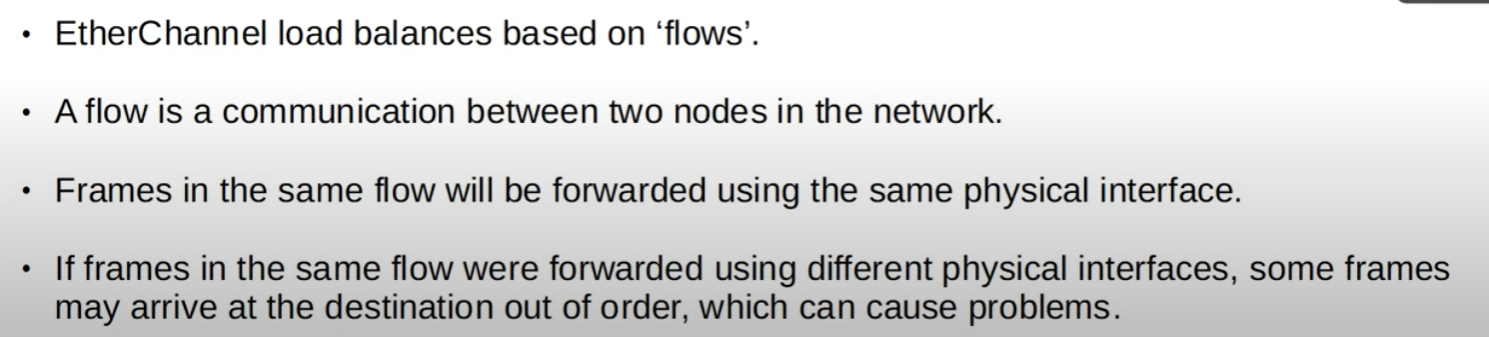 • EtherChannel load balances based on ‘flows’.
• A flow is a communication between two nodes in the network.
• Frames in the same flow will be forwarded using the same physical interface.
• If frames in the same flow were forwarded using different physical interfaces, some frames
may arrive at the destination out of order, which can cause problems.